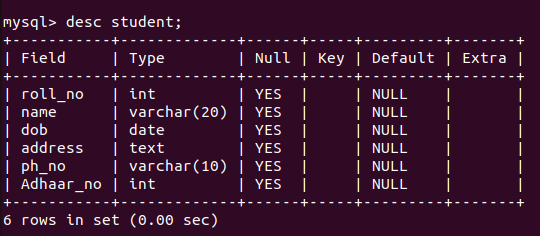 mysql> desc student;
+-----------+-------------+------+-----+---------+-------+
| Field     | Type        | Null | Key | Default | Extra |
+-----------+-------------+------+-----+---------+-------+
| roll_no   | int         | YES  |     | NULL    |       |
| name      | varchar(20) | YES  |     | NULL    |       |
| dob       | date        | YES  |     | NULL    |       |
| address   | text        | YES  |     | NULL    |       |
| ph_no     | varchar(10) | YES  |     | NULL    |       |
| Adhaar_no | int         | YES  |     | NULL    |       |
+-----------+-------------+------+-----+---------+-------+
6 rows in set (0.00 sec)